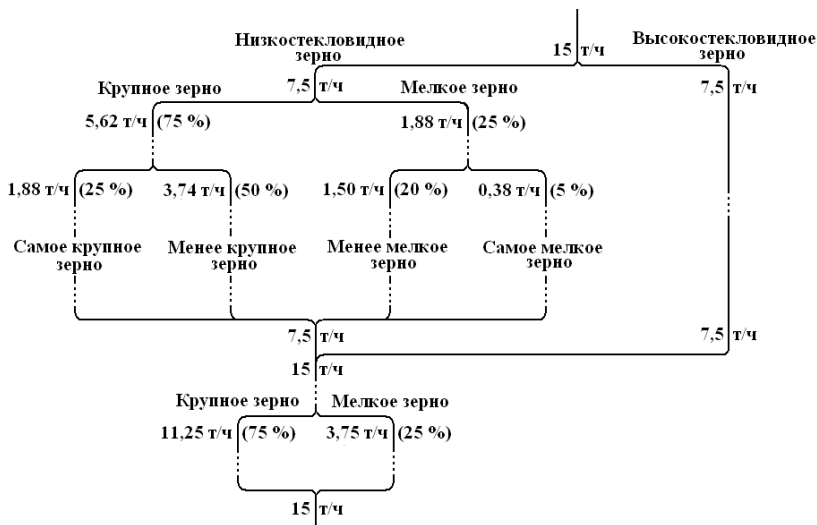 Низкостекловидное
зерно
15 т/ч
Высокостекловидное
зерно
Крупное зерно
7,5 т/ч
Мелкое зерно
7,5 т/ч
5,62 т/ч (75 %)
1,88 т/ч (25 %)
1,88 т/ч (25 %)
3,74 т/ч (50 %)
1,50 т/ч (20 %)
0,38 т/ч (5 %)
Самое крупное
зерно
Менее крупное
зерно
Менее мелкое
зерно
Самое мелкое
зерно
7,5 т/ч
7,5 т/ч
15 т/ч
Крупное зерно
Мелкое зерно
11,25 т/ч (75 %)
3,75 т/ч (25 %)
15 т/ч